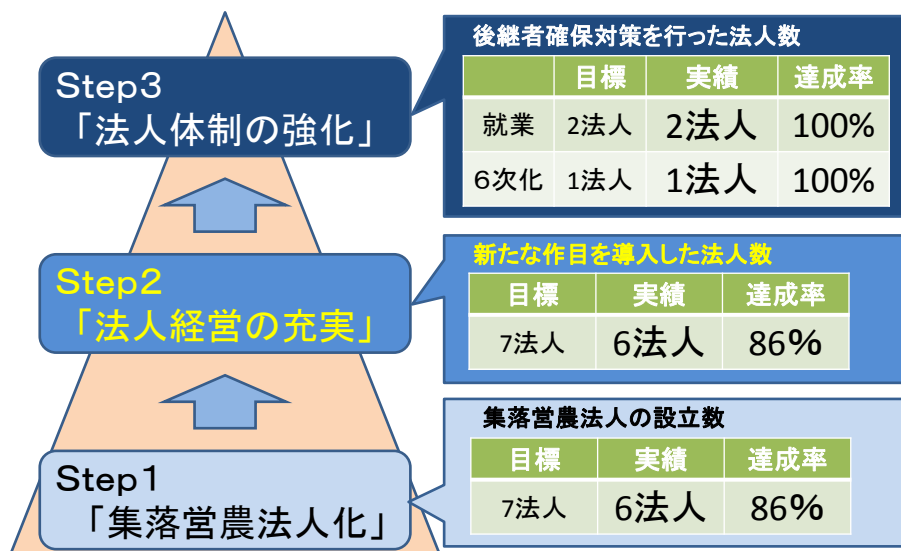 Step3
「法人体制の強化」
後継者確保対策を行った法人数
目標 実績 達成率
就業 2法人 2法人 100%
６次化 1法人 1法人 100%
Step2
「法人経営の充実」
新たな作目を導入した法人数
目標 実績 達成率
7法人 6法人 86%
Step1
「集落営農法人化」
集落営農法人の設立数
目標 実績 達成率
7法人 6法人 86%